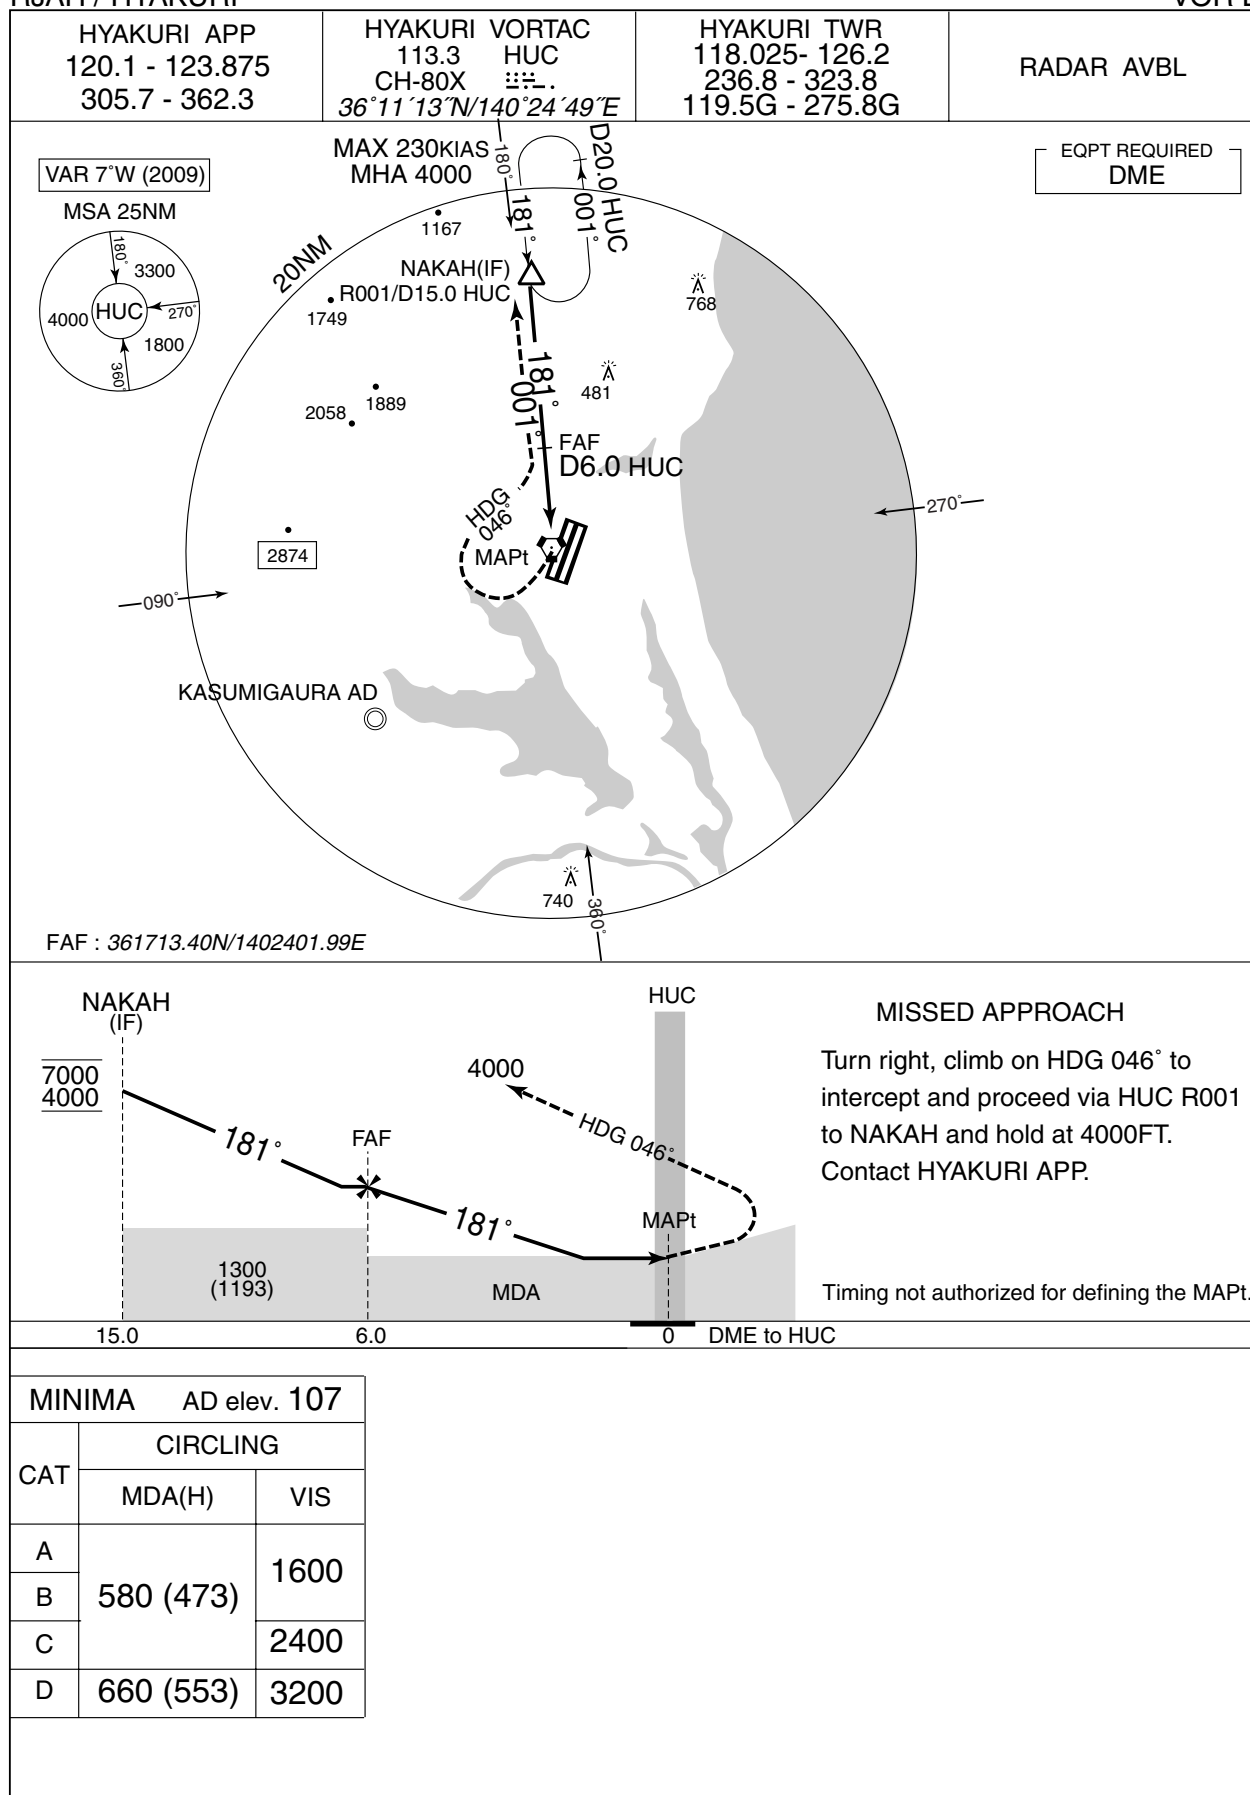 HYAKURI APP
120.1 - 123.875
305.7 - 362.3
HYAKURI VORTAC
113.3 HUC
CH-80X
36°11´13˝N/140°24´49˝E
HYAKURI TWR
118.025- 126.2
236.8 - 323.8
119.5G - 275.8G
RADAR AVBL
VAR 7°W (2009)
MSA 25NM
180°
3300
4000
HUC
270°
1800
360°
MAX 230KIAS
MHA 4000
180°
181°
001°
D20.0 HUC
EQPT REQUIRED
DME
20NM
1167
NAKAH(IF)
R001/D15.0 HUC
768
1749
181°
001°
481
1889
2058
FAF
D6.0 HUC
HDG
046°
270°
2874
MAPt
090°
KASUMIGAURA AD
740
360°
FAF : 361713.40N/1402401.99E
NAKAH
(IF)
7000
4000
181°
FAF
4000
HDG 046°
HUC
181°
MAPt
1300
(1193)
MDA
15.0
6.0
0
DME to HUC
MISSED APPROACH
Turn right, climb on HDG 046° to
intercept and proceed via HUC R001
to NAKAH and hold at 4000FT.
Contact HYAKURI APP.
Timing not authorized for defining the MAPt.
MINIMA AD elev. 107
CAT
CIRCLING
MDA(H) VIS
A
B
C
580 (473)
1600
2400
D 660 (553) 3200